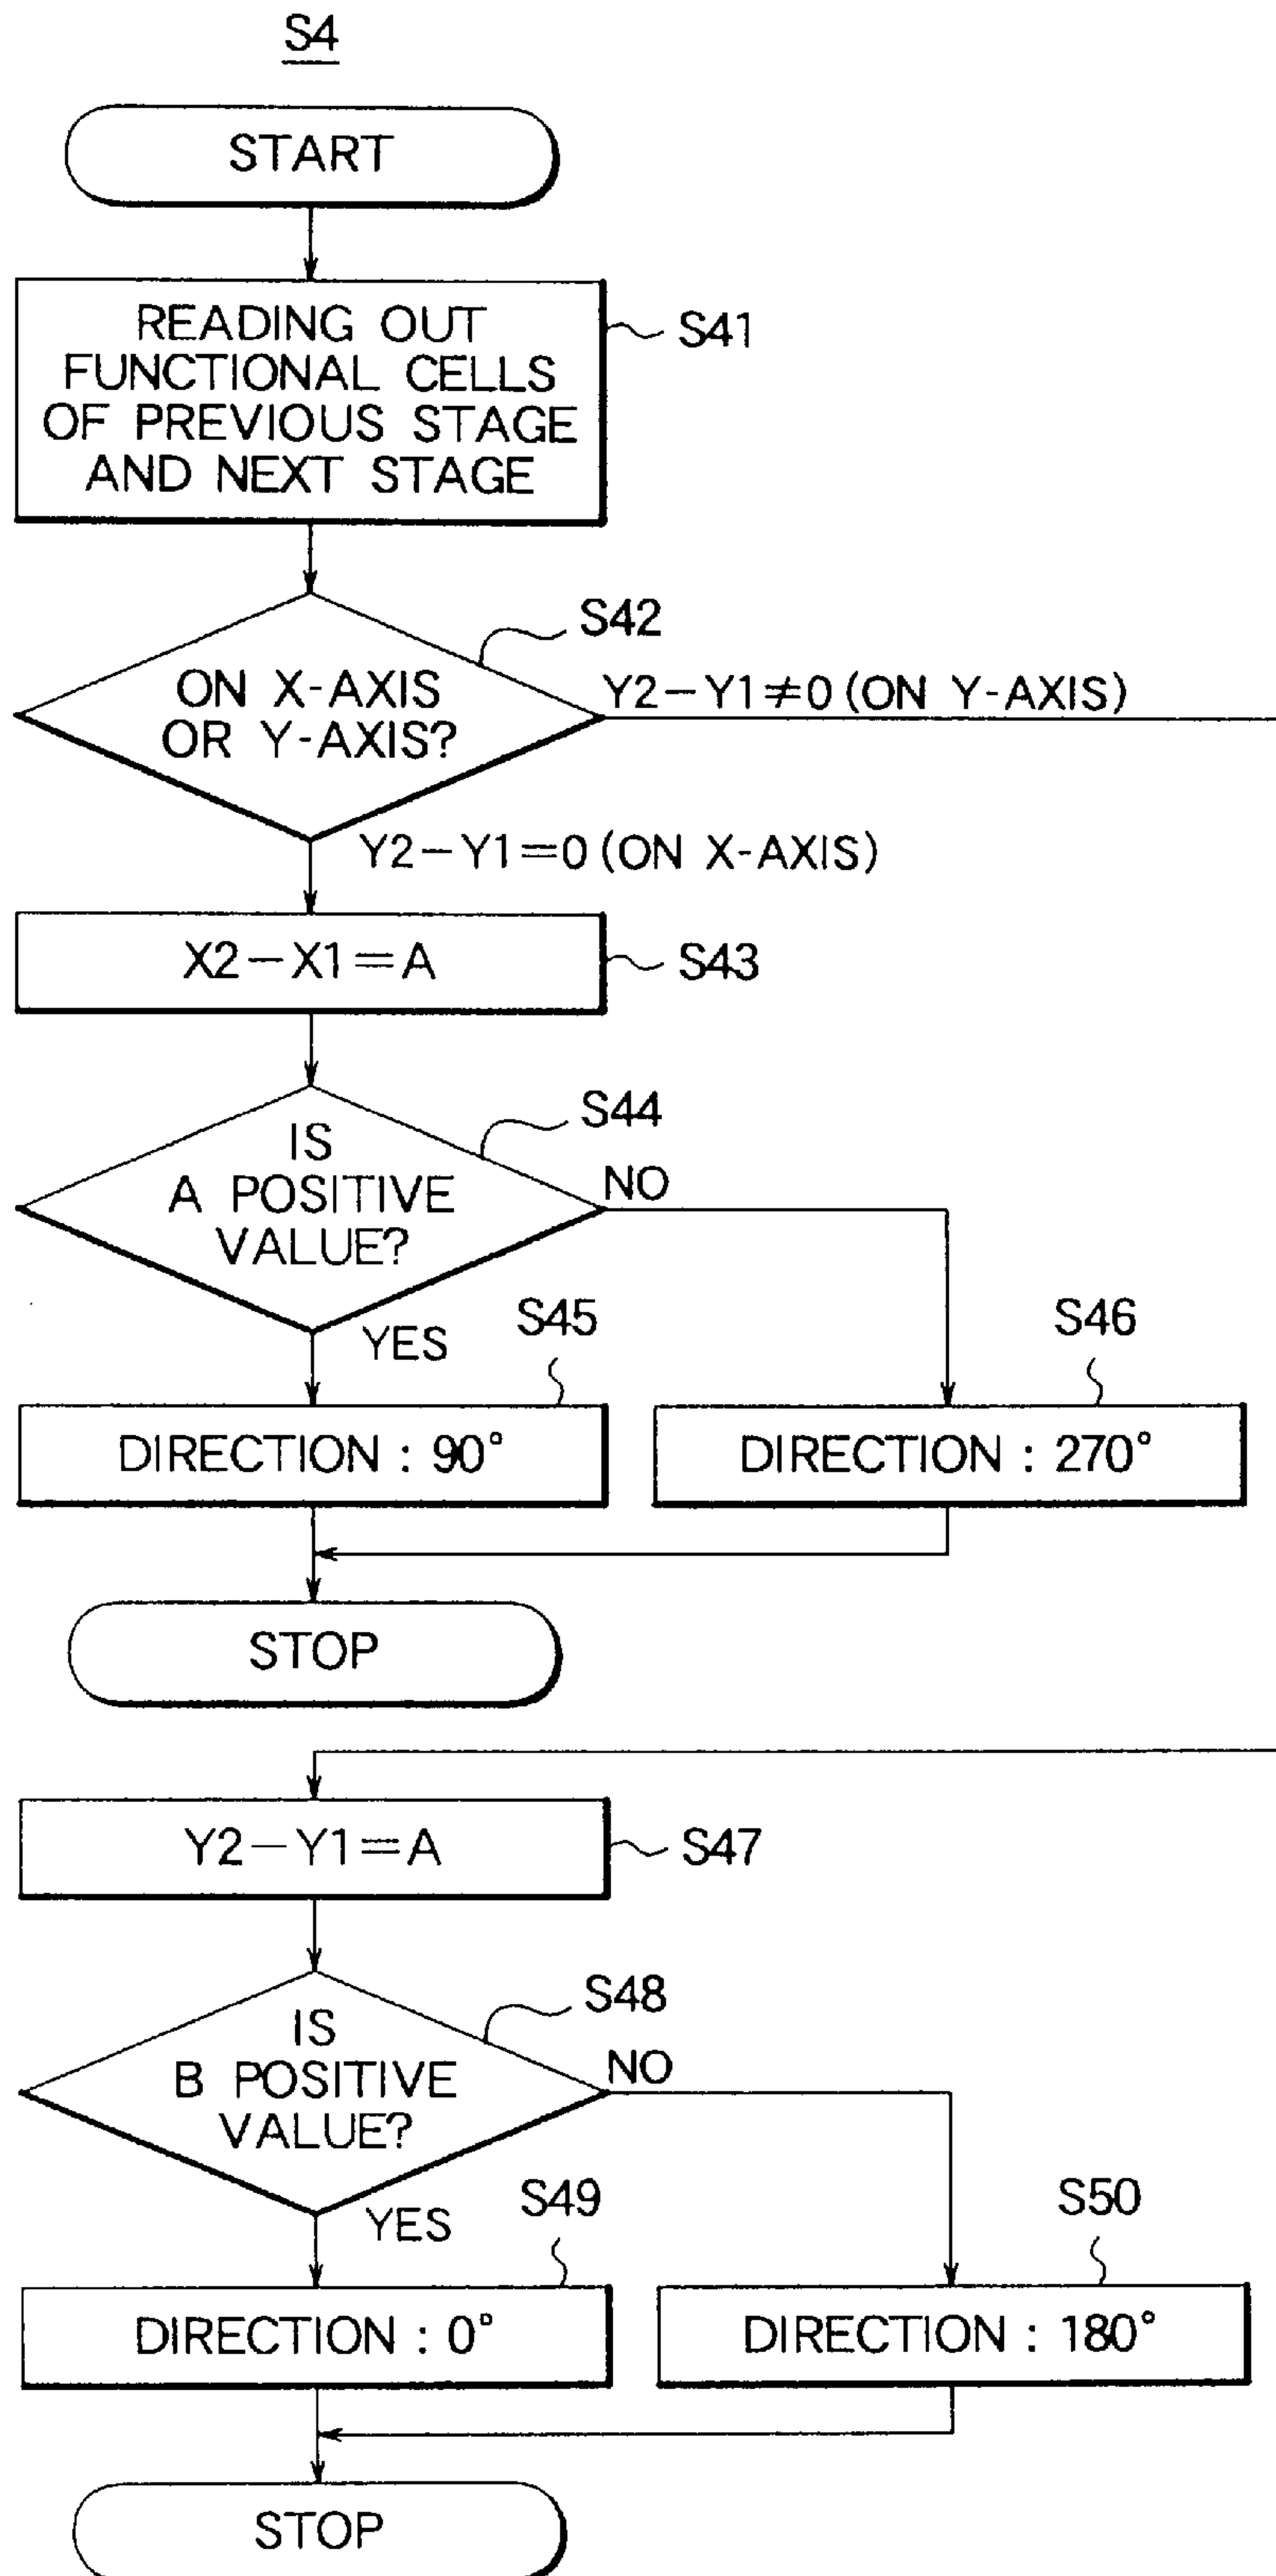 S4
START
READING OUT
FUNCTIONAL CELLS
OF PREVIOUS STAGE
AND NEXT STAGE
S41
S42
ON X-AXIS
OR Y-AXIS?
Y2-Y1≠0 (ON Y-AXIS)
Y2-Y1=0 (ON X-AXIS)
X2-X1=A
S43
S44
IS
A POSITIVE
VALUE?
NO
YES
S45
S46
DIRECTION : 90°
DIRECTION : 270°
STOP
Y2-Y1=A
S47
S48
IS
B POSITIVE
VALUE?
NO
YES
S49
S50
DIRECTION : 0°
DIRECTION : 180°
STOP